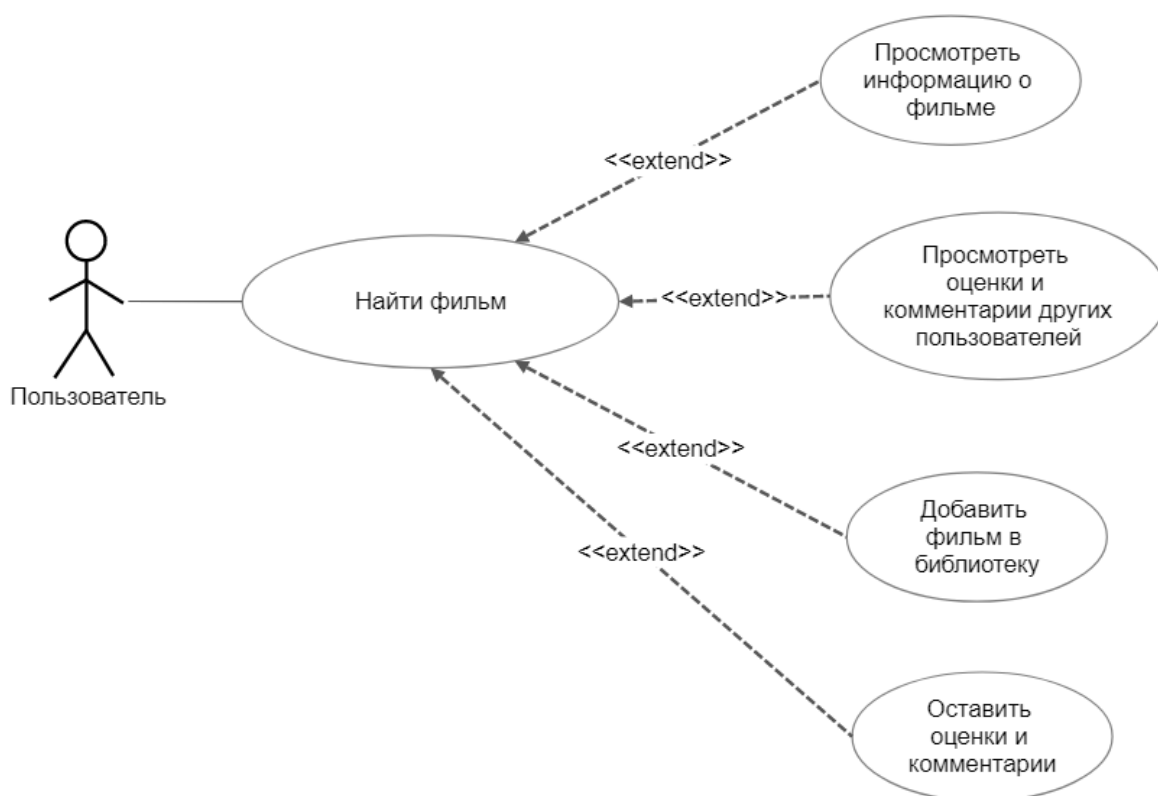 Просмотреть
информацию о
фильме
<<extend>>
Просмотреть
оценки и
комментарии других
пользователей
<<extend>>
Найти фильм
Пользователь
<<extend>>
Добавить
фильм в
библиотеку
<<extend>>
Оставить
оценки и
комментарии